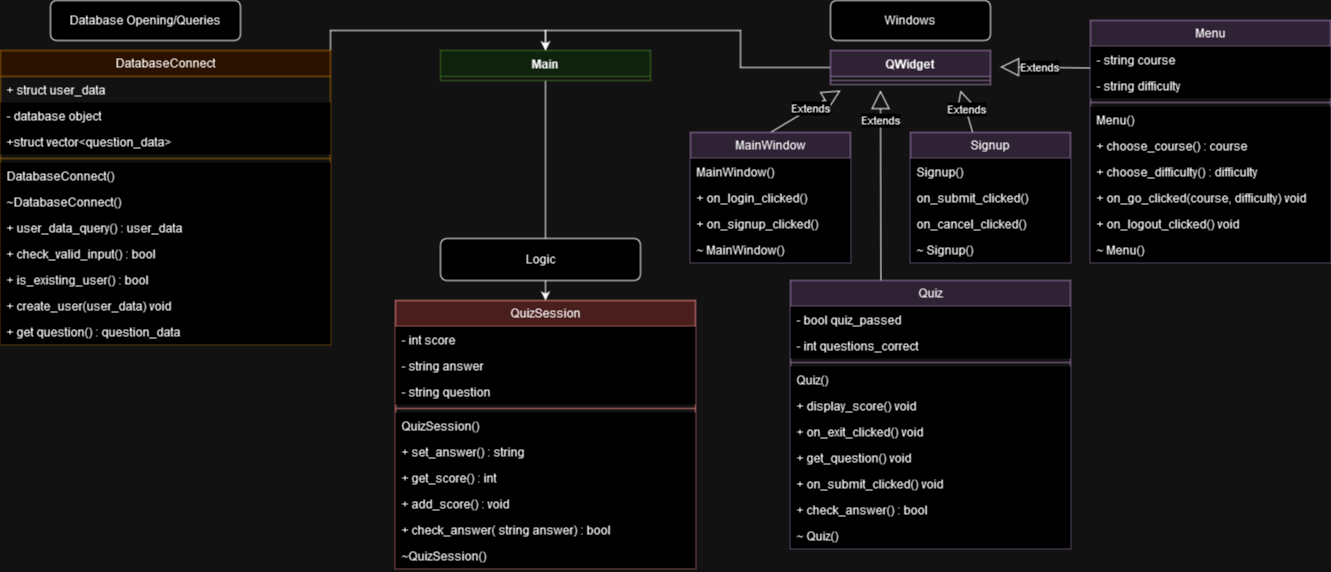 Database Opening/Queries
DatabaseConnect
+ struct user_data
- database object
+struct vector<question_data>
DatabaseConnect()
~DatabaseConnect()
+ user_data_query() : user_data
+ check_valid_input() : bool
+ is_existing_user() : bool
+ create_user(user_data) void
+ get question() : question_data
Main
Logic
QuizSession
- int score
- string answer
- string question
QuizSession()
+ set_answer() : string
+ get_score() : int
+ add_score() : void
+ check_answer( string answer) : bool
~QuizSession()
Windows
QWidget
Extends
Extends
Extends
Extends
MainWindow
MainWindow()
+ on_login_clicked()
+ on_signup_clicked()
~ MainWindow()
Signup
Signup()
on_submit_clicked()
on_cancel_clicked()
~ Signup()
Menu
- string course
- string difficulty
Menu()
+ choose_course() : course
+ choose_difficulty() : difficulty
+ on_go_clicked(course, difficulty) void
+ on_logout_clicked() void
~ Menu()
Quiz
- bool quiz_passed
- int questions_correct
Quiz()
+ display_score() void
+ on_exit_clicked() void
+ get_question() void
+ on_submit_clicked() void
+ check_answer() : bool
~ Quiz()